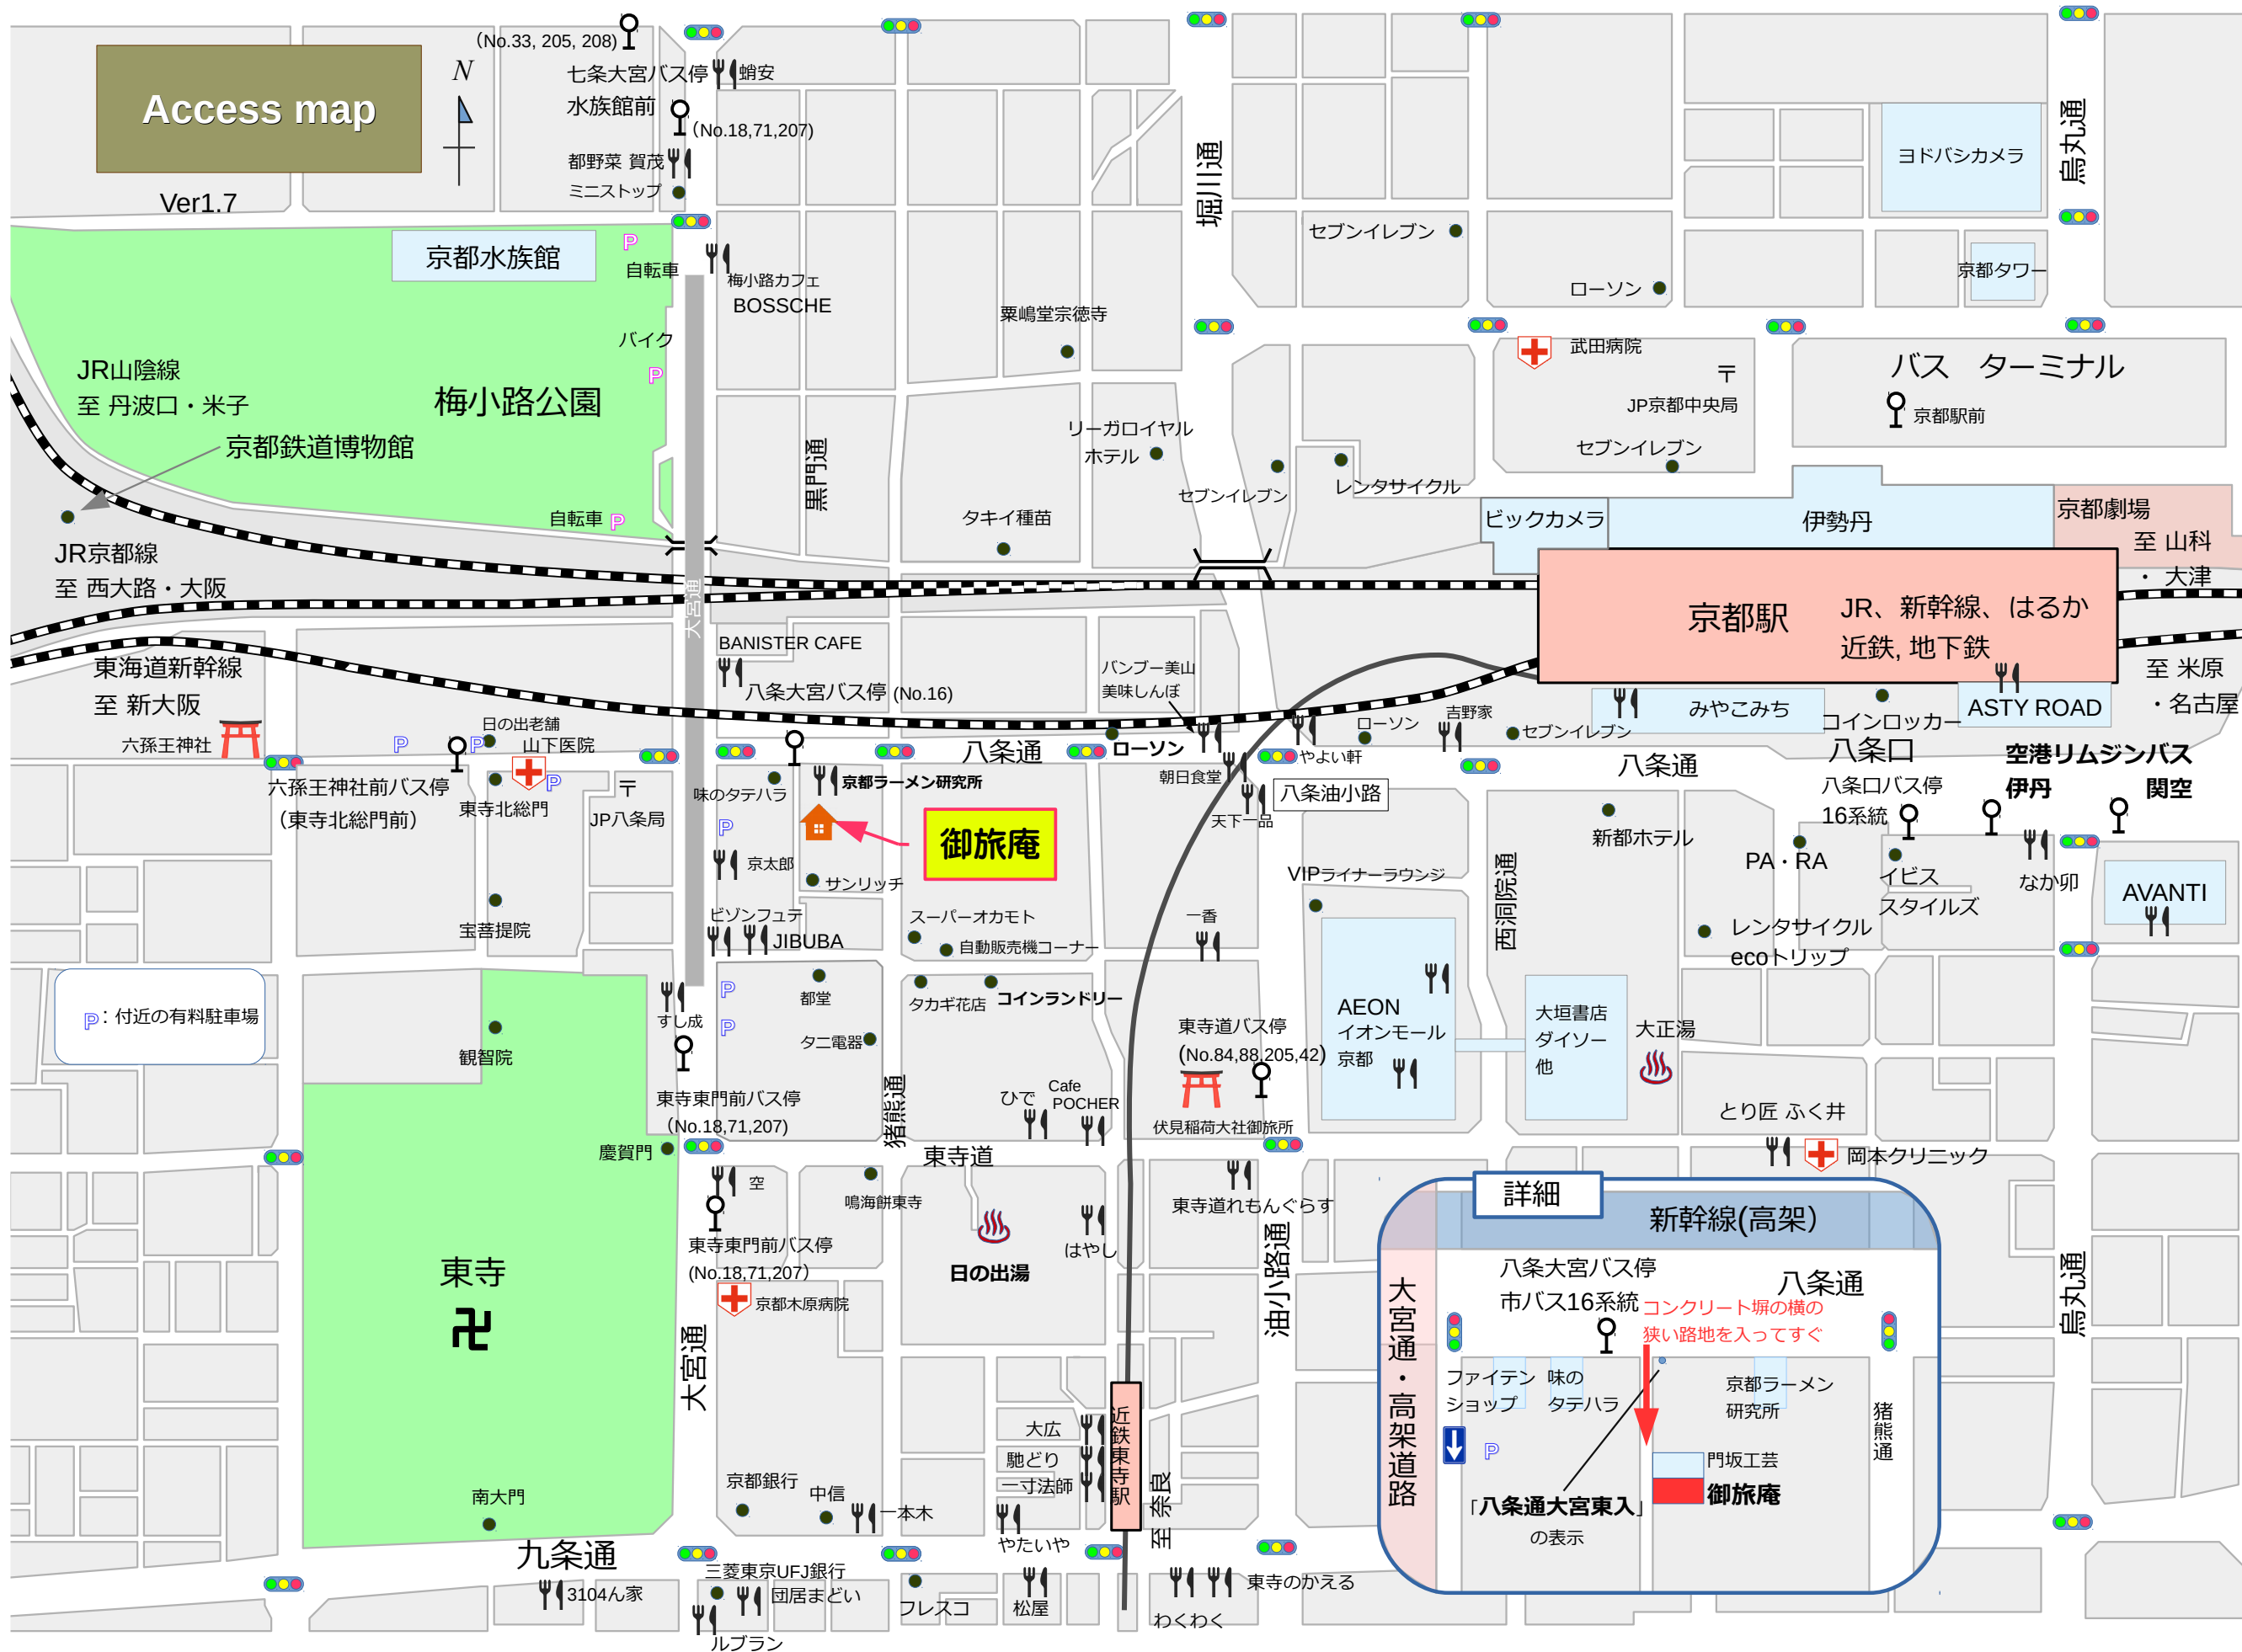 Access map
Ver1.7
N
(No.33, 205, 208)
七条大宮バス停
水族館前
蛸安
(No.18,71,207)
都野菜 賀茂
ミニストップ
堀川通
烏丸通
ヨドバシカメラ
京都タワー
セブンイレブン
ローソン
京都水族館
P
自転車
梅小路カフェ
BOSSCHE
バイク
P
粟嶋堂宗徳寺
武田病院
〒
JP京都中央局
セブンイレブン
バス ターミナル
京都駅前
JR山陰線
至 丹波口・米子
梅小路公園
京都鉄道博物館
黒門通
リーガロイヤル
ホテル
セブンイレブン
レンタサイクル
自転車 P
タキイ種苗
ビックカメラ
伊勢丹
京都劇場
至 山科
・ 大津
JR京都線
至 西大路・大阪
大宮通
京都駅
JR、新幹線、はるか
近鉄, 地下鉄
東海道新幹線
至 新大阪
BANISTER CAFE
八条大宮バス停 (No.16)
バンブー美山
美味しんぼ
至 米原
・名古屋
みやこみち
コインロッカー
ASTY ROAD
六孫王神社
日の出老舗
P
P
山下医院
P
六孫王神社前バス停
（東寺北総門前）
東寺北総門
〒
JP八条局
味のタテハラ
京都ラーメン研究所
八条通
ローソン
朝日食堂
やよい軒
ローソン
吉野家
セブンイレブン
八条通
八条口
八条口バス停
16系統
空港リムジンバス
伊丹 関空
天下一品
八条油小路
御旅庵
P
京太郎
サンリッチ
新都ホテル
PA・RA
イビス
スタイルズ
なか卯
AVANTI
VIPライナーラウンジ
西洞院通
レンタサイクル
ecoトリップ
宝菩提院
ビゾンフュテ
JIBUBA
スーパーオカモト
自動販売機コーナー
一香
P：付近の有料駐車場
すし成
P
P
都堂
タニ電器
タカギ花店
コインランドリー
東寺道バス停
(No.84,88,205,42)
AEON
イオンモール
京都
大垣書店
ダイソー
他
大正湯
観智院
東寺東門前バス停
（No.18,71,207)
猪熊通
ひで
Cafe
POCHER
伏見稲荷大社御旅所
とり匠 ふく井
岡本クリニック
慶賀門
東寺道
空
鳴海餅東寺
東寺道れもんぐらす
東寺東門前バス停
(No.18,71,207）
京都木原病院
日の出湯
はやし
油小路通
烏丸通
東寺
卍
大宮通
大広
馳どり
一寸法師
近鉄東寺駅
至 奈良
やたいや
南大門
京都銀行
中信
一本木
九条通
3104ん家
三菱東京UFJ銀行
団居まどい
ルブラン
フレスコ
松屋
わくわく
東寺のかえる
詳細
新幹線(高架）
大宮通・高架道路
八条大宮バス停
市バス16系統
八条通
コンクリート塀の横の
狭い路地を入ってすぐ
ファイテン
ショップ
味の
タテハラ
京都ラーメン
研究所
猪熊通
P
門坂工芸
御旅庵
「八条通大宮東入」
の表示